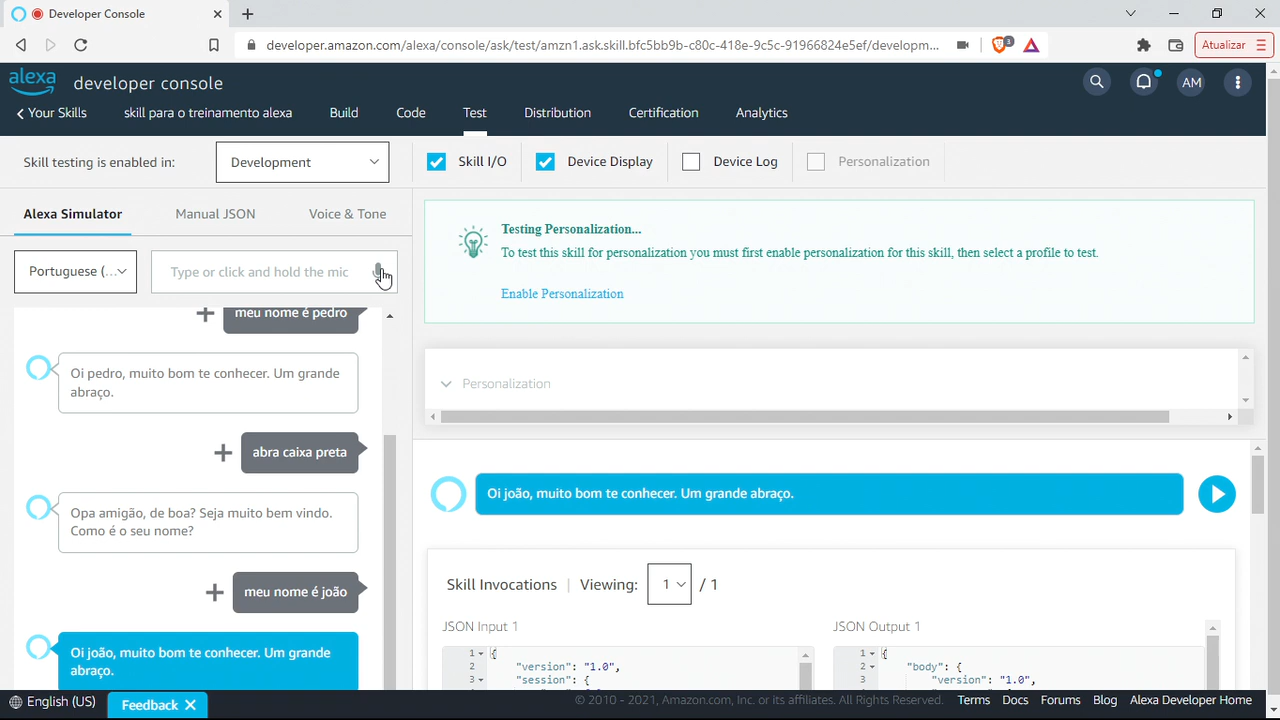 Developer Console
developer.amazon.com/alexa/console/ask/test/amzn1.ask.skill.bfc5bb9b-c80c-418e-9c5c-919668z4e5ef/developm...
3
Atualizar
alexa developer console
AM
Your Skills
skill para o treinamento alexa
Build
Code
Test
Distribution
Certification
Analytics
Skill testing is enabled in:
Development
Skill I/O
Device Display
Device Log
Personalization
Alexa Simulator
Manual JSON
Voice & Tone
Testing Personalization...
To test this skill for personalization you must first enable personalization for this skill, then select a profile to test.
Enable Personalization
Portuguese (...
Type or click and hold the mic
meu nome é pedro
Oi pedro, muito bom te conhecer. Um grande
abraço.
abra caixa preta
Opa amigão, de boa? Seja muito bem vindo.
Como é o seu nome?
meu nome é joão
Oi joão, muito bom te conhecer. Um grande
abraço.
Personalization
Oi joão, muito bom te conhecer. Um grande abraço.
Skill Invocations | Viewing: 1 / 1
JSON Input 1
1 {
2 "version": "1.0",
3 "session": {
JSON Output 1
1 {
2 "body": {
3 "version": "1.0",
English (US)
Feedback
© 2010 - 2021, Amazon.com, Inc. or its affiliates. All Rights Reserved.
Terms
Docs
Forums
Blog
Alexa Developer Home